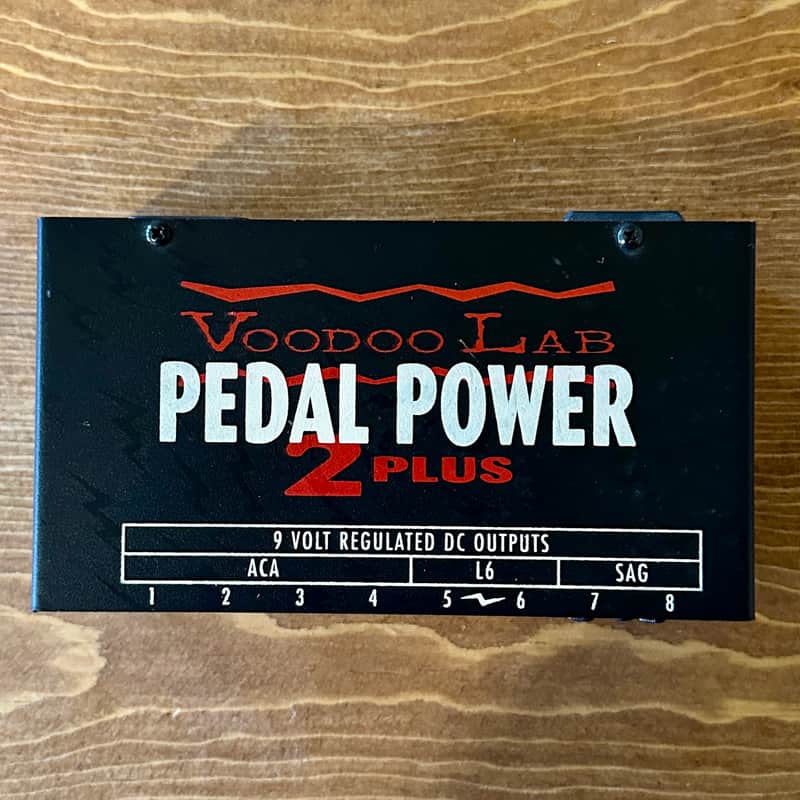 VOODOO LAB
PEDAL POWER
2 PLUS
9 VOLT REGULATED DC OUTPUTS
ACA L6 SAG
1 2 3 4 5 6 7 8